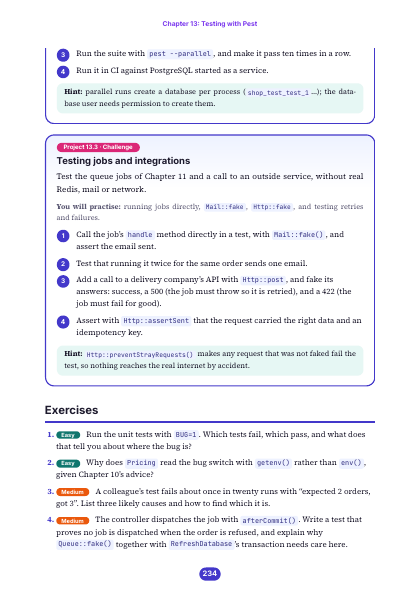 Chapter 13: Testing with Pest
3 Run the suite with pest --parallel, and make it pass ten times in a row.
4 Run it in CI against PostgreSQL started as a service.
Hint: parallel runs create a database per process ( shop_test_test_1 …); the data-
base user needs permission to create them.
Project 13.3 · Challenge
Testing jobs and integrations
Test the queue jobs of Chapter 11 and a call to an outside service, without real
Redis, mail or network.
You will practise: running jobs directly, Mail::fake, Http::fake, and testing retries
and failures.
1 Call the job's handle method directly in a test, with Mail::fake(), and
assert the email sent.
2 Test that running it twice for the same order sends one email.
3 Add a call to a delivery company's API with Http::post, and fake its
answers: success, a 500 (the job must throw so it is retried), and a 422 (the
job must fail for good).
4 Assert with Http::assertSent that the request carried the right data and an
idempotency key.
Hint: Http::preventStrayRequests() makes any request that was not faked fail the
test, so nothing reaches the real internet by accident.
Exercises
1. Easy Run the unit tests with BUG=1. Which tests fail, which pass, and what does
that tell you about where the bug is?
2. Easy Why does Pricing read the bug switch with getenv() rather than env(),
given Chapter 10's advice?
3. Medium A colleague's test fails about once in twenty runs with "expected 2 orders,
got 3". List three likely causes and how to find which it is.
4. Medium The controller dispatches the job with afterCommit(). Write a test that
proves no job is dispatched when the order is refused, and explain why
Queue::fake() together with RefreshDatabase's transaction needs care here.
234